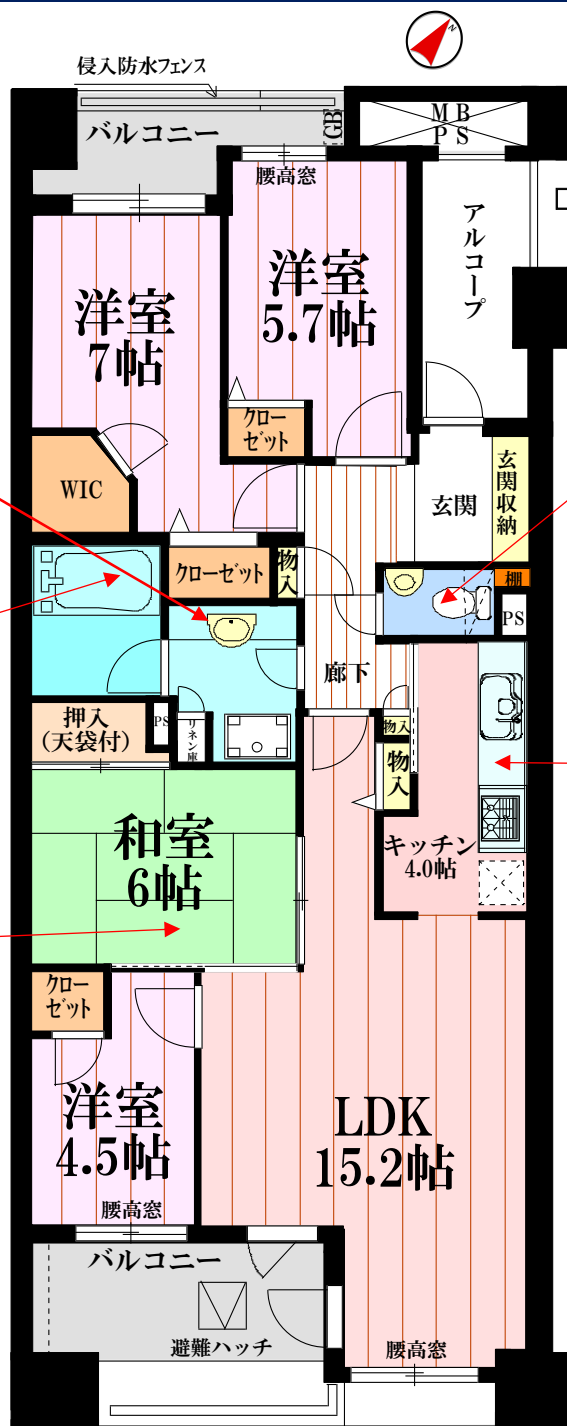 N
侵入防水フェンス
バルコニー
GB
MB
PS
腰高窓
アルコープ
洋室
5.7帖
洋室
7帖
クロー
ゼット
WIC
玄関
玄関収納
クローゼット
物入
棚
PS
廊下
押入
(天袋付)
PS
リネン庫
物入
物入
和室
6帖
キッチン
4.0帖
クロー
ゼット
洋室
4.5帖
LDK
15.2帖
腰高窓
バルコニー
避難ハッチ
腰高窓